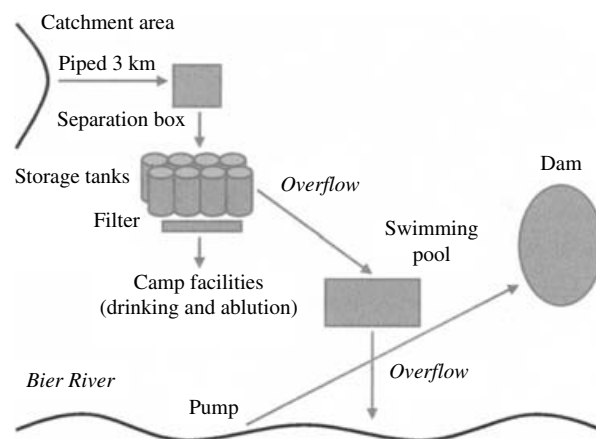 Catchment area
Piped 3 km
Separation box
Storage tanks
Overflow
Dam
Filter
Swimming
pool
Camp facilities
(drinking and ablution)
Bier River
Overflow
Pump